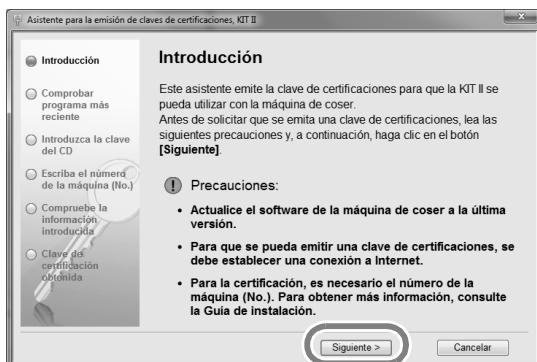 Asistente para la emisión de claves de certificaciones, KIT II
Introducción
Comprobar
programa más
reciente
Introduzca la clave
del CD
Escriba el número
de la máquina (No.)
Compruebe la
información
introducida
Clave de
certificación
obtenida
Introducción
Este asistente emite la clave de certificaciones para que la KIT II se
pueda utilizar con la máquina de coser.
Antes de solicitar que se emita una clave de certificaciones, lea las
siguientes precauciones y, a continuación, haga clic en el botón
[Siguiente].
Precauciones:
• Actualice el software de la máquina de coser a la última
versión.
• Para que se pueda emitir una clave de certificaciones, se
debe establecer una conexión a Internet.
• Para la certificación, es necesario el número de la
máquina (No.). Para obtener más información, consulte
la Guía de instalación.
Siguiente >
Cancelar